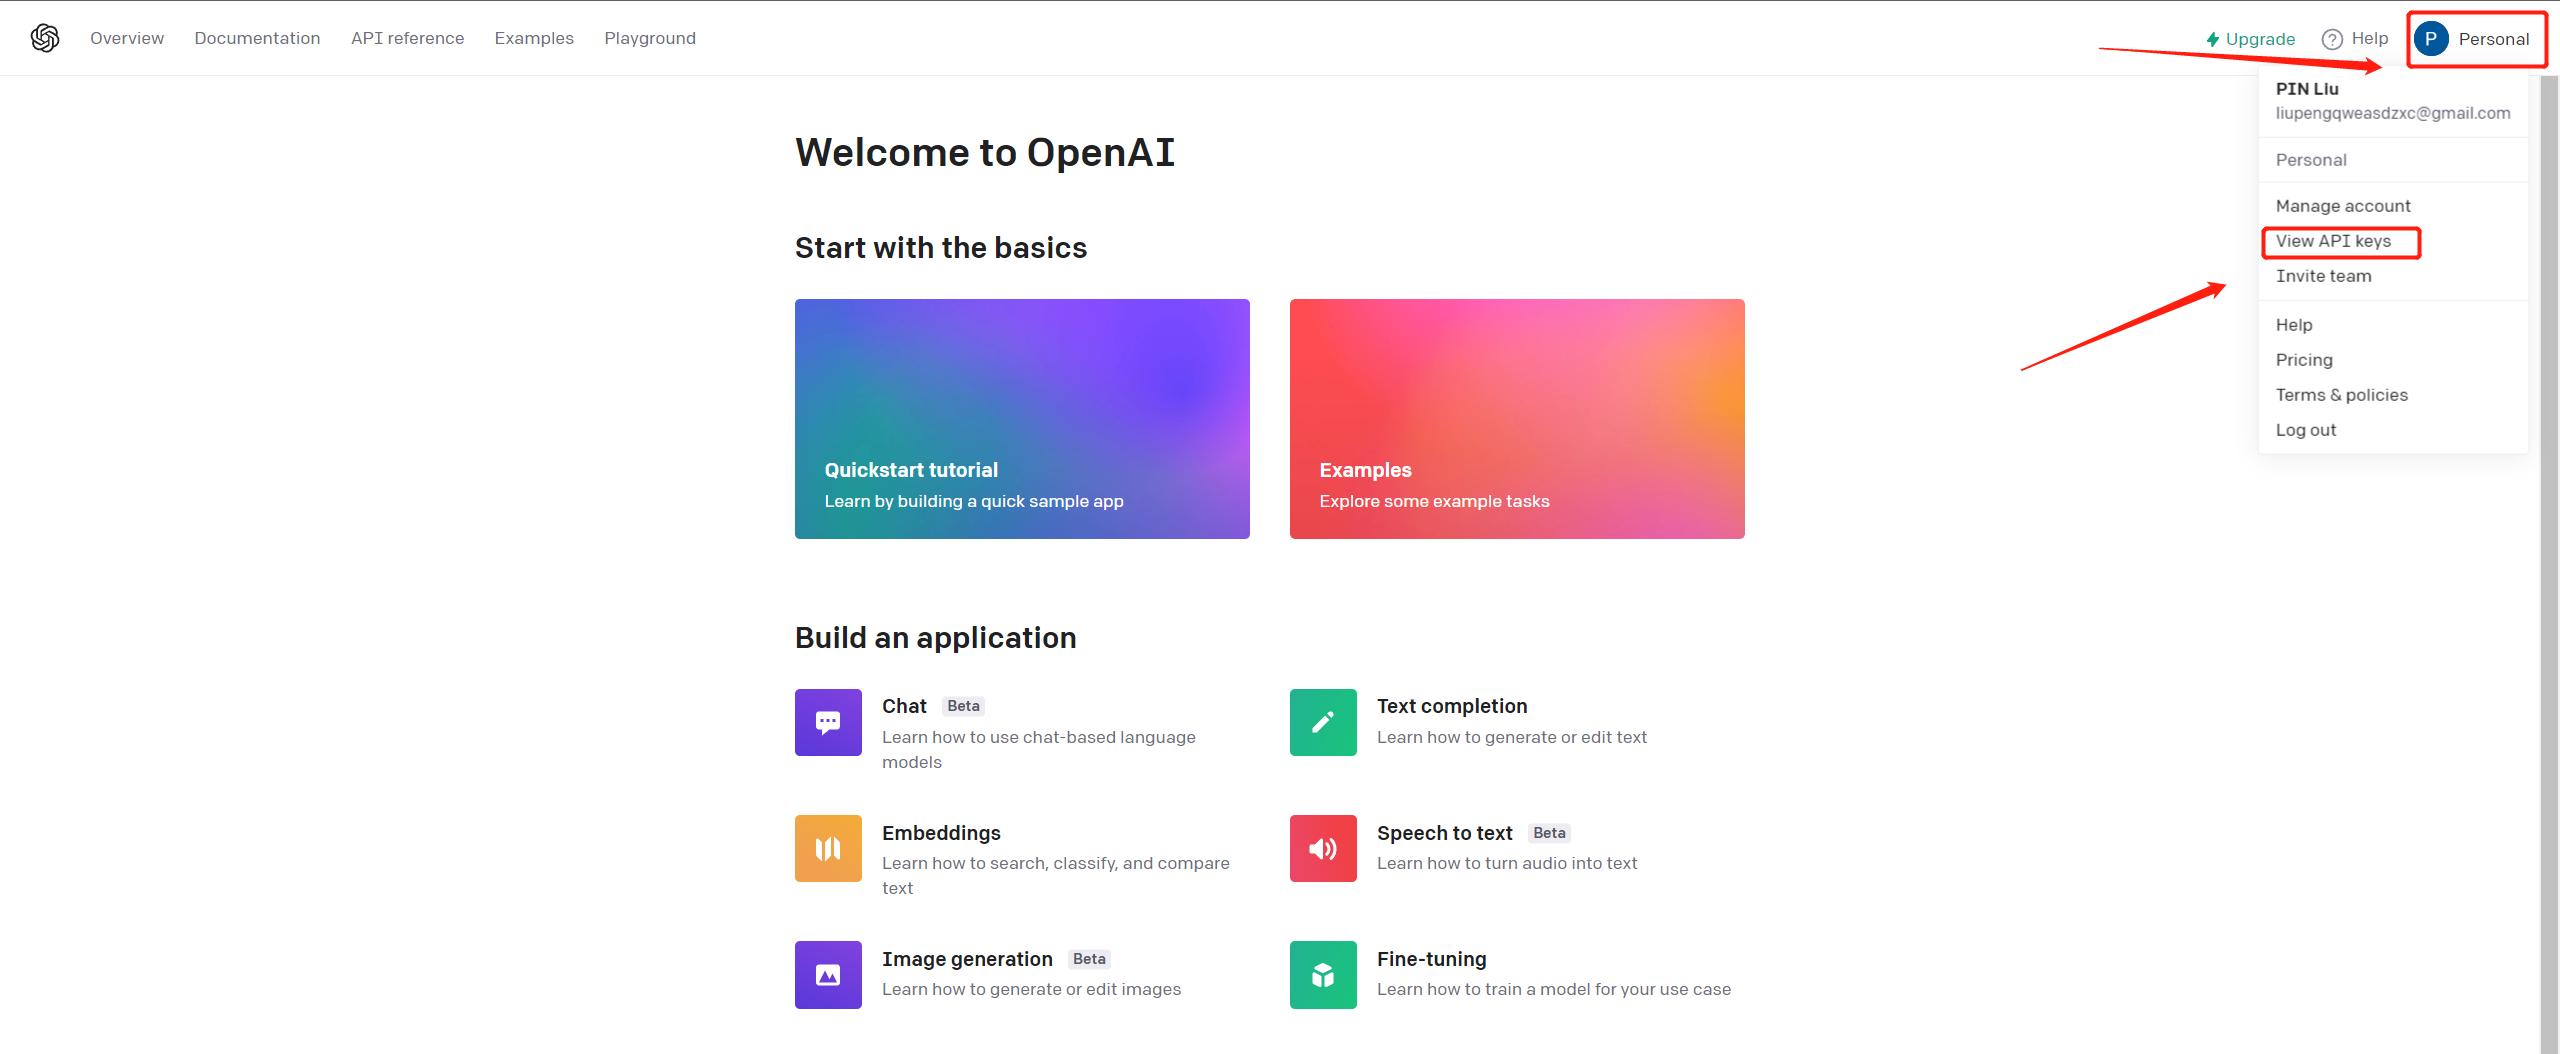 Overview Documentation API reference Examples Playground Upgrade Help P Personal
PIN Liu
liupengqweasdzxc@gmail.com
Personal
Manage account
View API keys
Invite team
Help
Pricing
Terms & policies
Log out
Welcome to OpenAI
Start with the basics
Quickstart tutorial
Learn by building a quick sample app
Examples
Explore some example tasks
Build an application
Chat Beta
Learn how to use chat-based language
models
Text completion
Learn how to generate or edit text
Embeddings
Learn how to search, classify, and compare
text
Speech to text Beta
Learn how to turn audio into text
Image generation Beta
Learn how to generate or edit images
Fine-tuning
Learn how to train a model for your use case